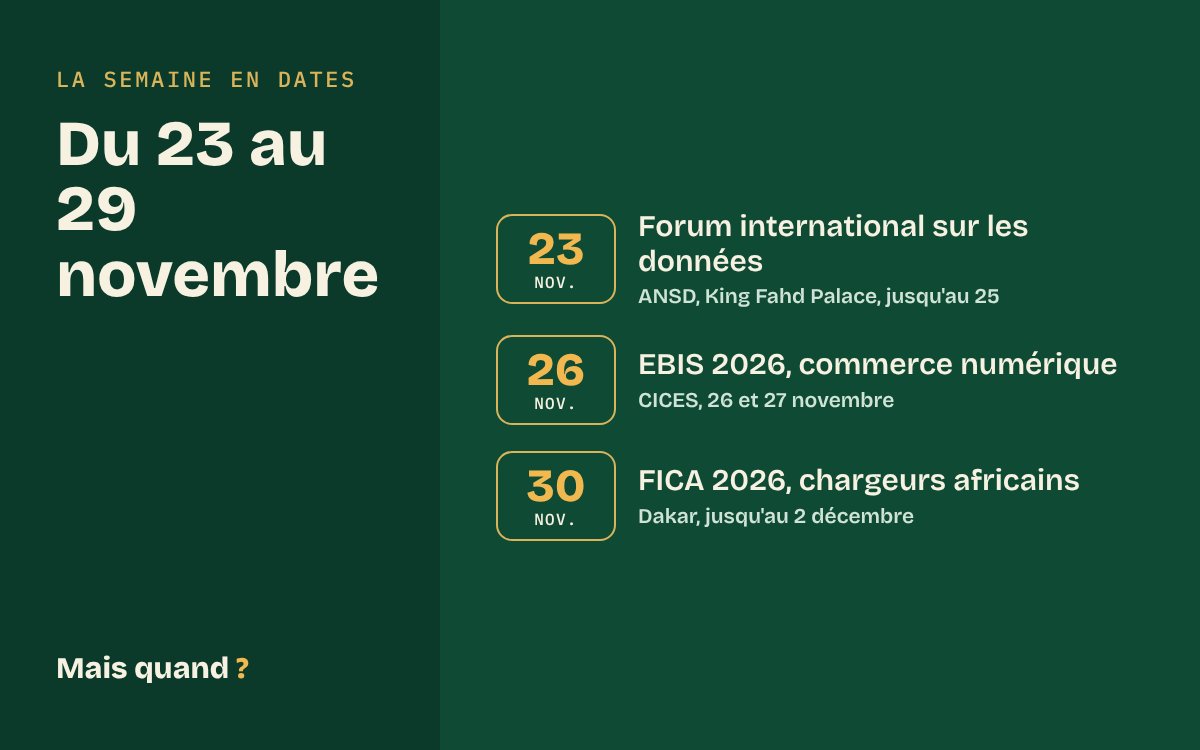 LA SEMAINE EN DATES
Du 23 au
29
novembre
23
NOV.
Forum international sur les
données
ANSD, King Fahd Palace, jusqu'au 25
26
NOV.
EBIS 2026, commerce numérique
CICES, 26 et 27 novembre
30
NOV.
FICA 2026, chargeurs africains
Dakar, jusqu'au 2 décembre
Mais quand ?